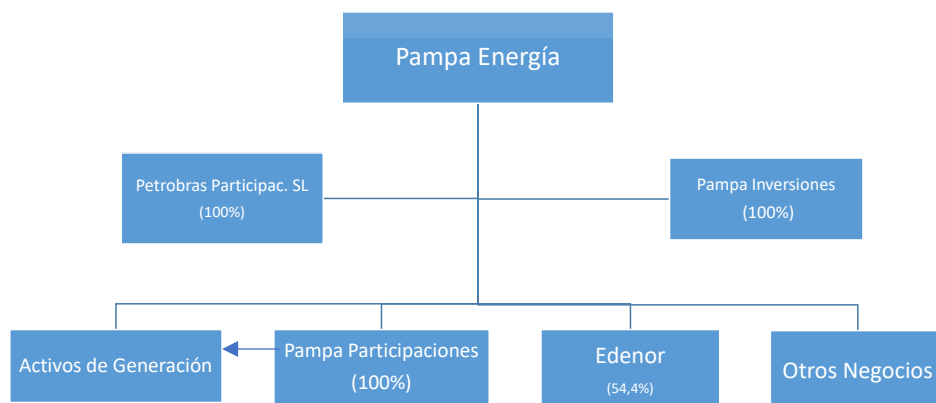 Pampa Energía
Petrobras Participac. SL
(100%)
Pampa Inversiones
(100%)
Activos de Generación
Pampa Participaciones
(100%)
Edenor
(54,4%)
Otros Negocios